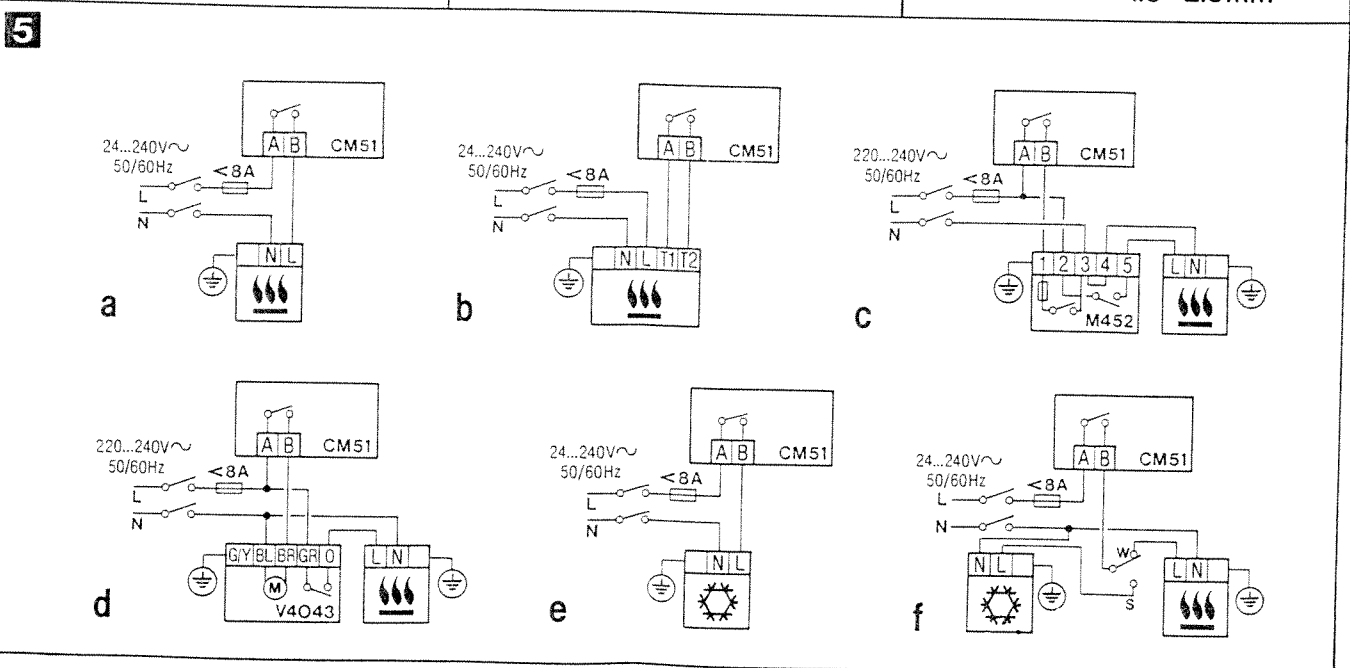 5
24...240V~
50/60Hz
<8A
L
N
A B CM51
N L
a
24...240V~
50/60Hz
<8A
L
N
A B CM51
N L T1 T2
b
220...240V~
50/60Hz
<8A
L
N
A B CM51
1 2 3 4 5
M452
L N
c
220...240V~
50/60Hz
<8A
L
N
A B CM51
G/Y BL BR GR O
M
V4043
L N
d
24...240V~
50/60Hz
<8A
L
N
A B CM51
N L
e
24...240V~
50/60Hz
<8A
L
N
A B CM51
N L
W
S
L N
f